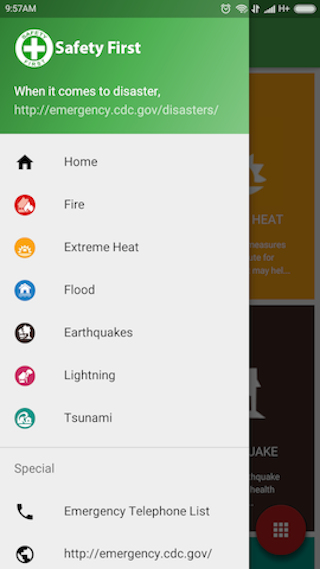 9:57AM
H+
SAFETY
FIRST
Safety First
When it comes to disaster,
http://emergency.cdc.gov/disasters/
Home
Fire
Extreme Heat
Flood
Earthquakes
Lightning
Tsunami
Special
Emergency Telephone List
http://emergency.cdc.gov/
HEAT
measures
ute for
may hel...
UAKE
hquake
health